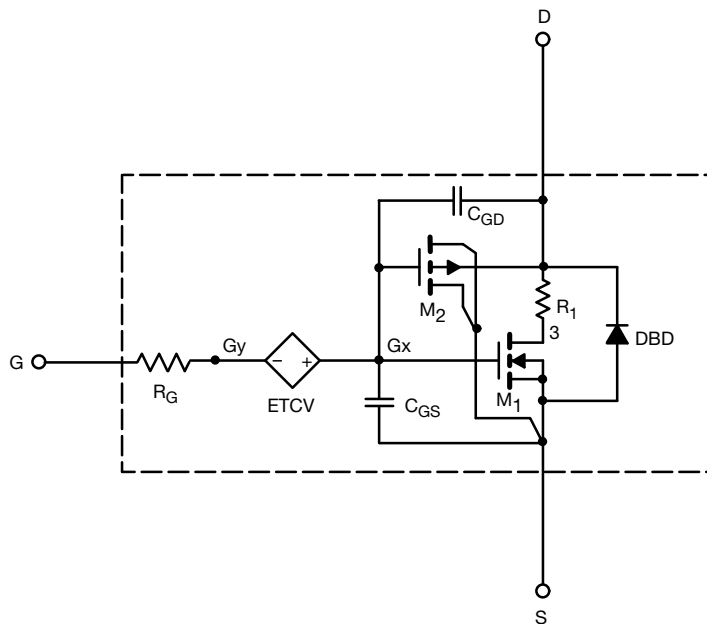 D
C_GD
M_2
R_1
3
DBD
Gy
Gx
G
R_G
−
+
ETCV
M_1
C_GS
S